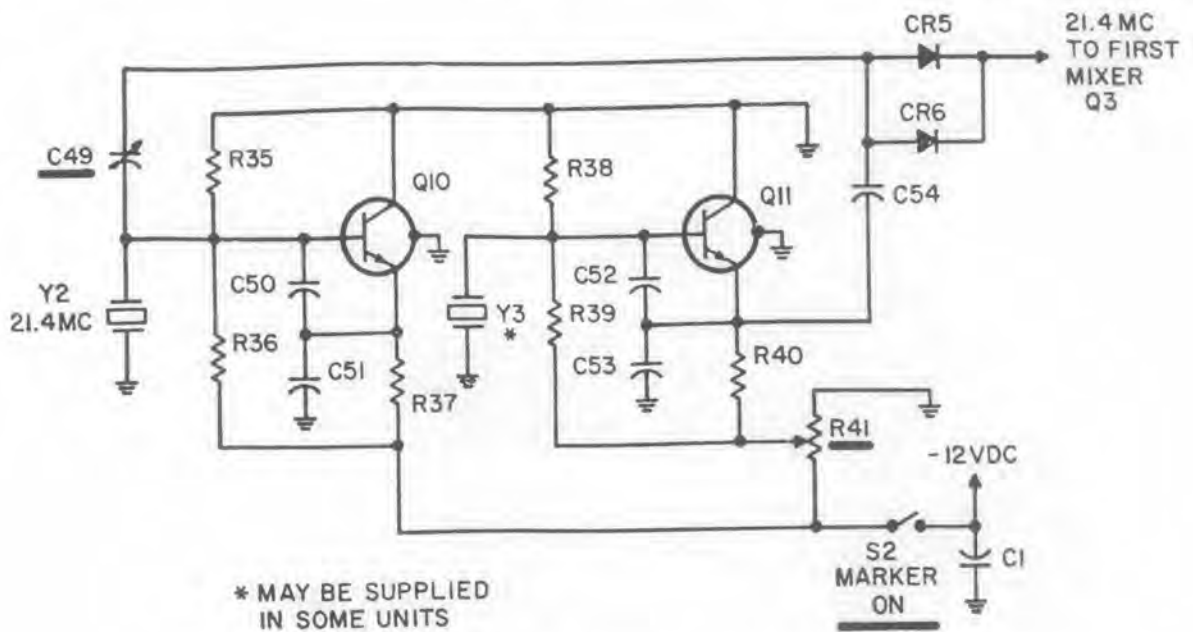 CR5
21.4 MC
TO FIRST
MIXER
Q3
CR6
C49
R35
Q10
R38
Q11
C54
C50
C52
Y2
21.4MC
Y3
*
R39
R36
C51
C53
R40
R37
R41
-12VDC
S2
MARKER
ON
C1
* MAY BE SUPPLIED
IN SOME UNITS